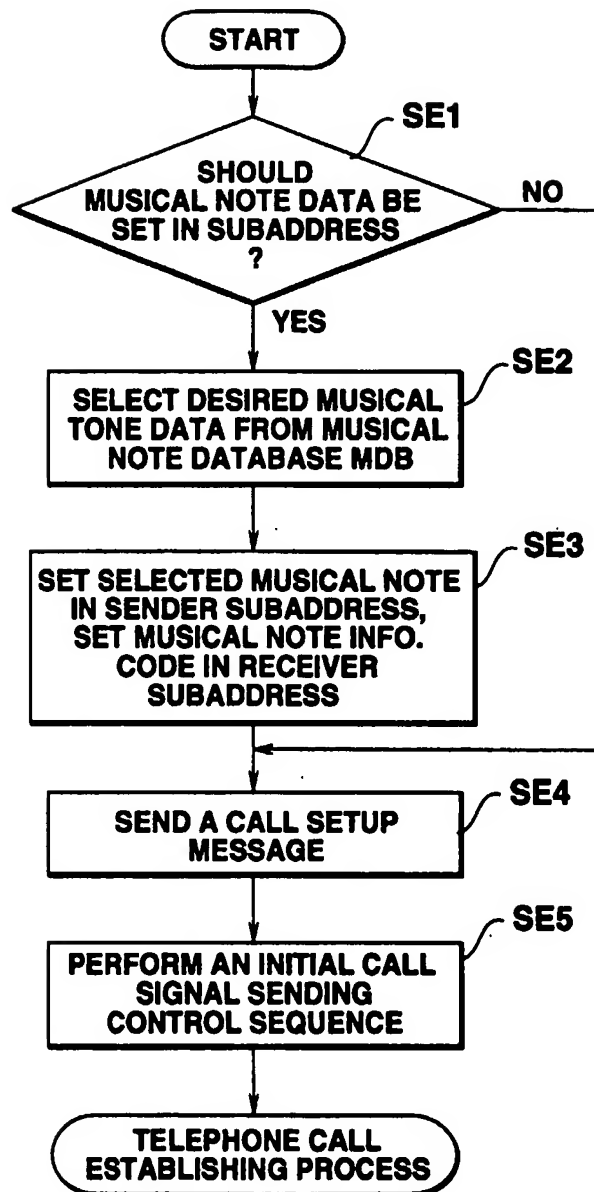 START
SE1
SHOULD
MUSICAL NOTE DATA BE
SET IN SUBADDRESS
?
NO
YES
SE2
SELECT DESIRED MUSICAL
TONE DATA FROM MUSICAL
NOTE DATABASE MDB
SE3
SET SELECTED MUSICAL NOTE
IN SENDER SUBADDRESS,
SET MUSICAL NOTE INFO.
CODE IN RECEIVER
SUBADDRESS
SE4
SEND A CALL SETUP
MESSAGE
SE5
PERFORM AN INITIAL CALL
SIGNAL SENDING
CONTROL SEQUENCE
TELEPHONE CALL
ESTABLISHING PROCESS